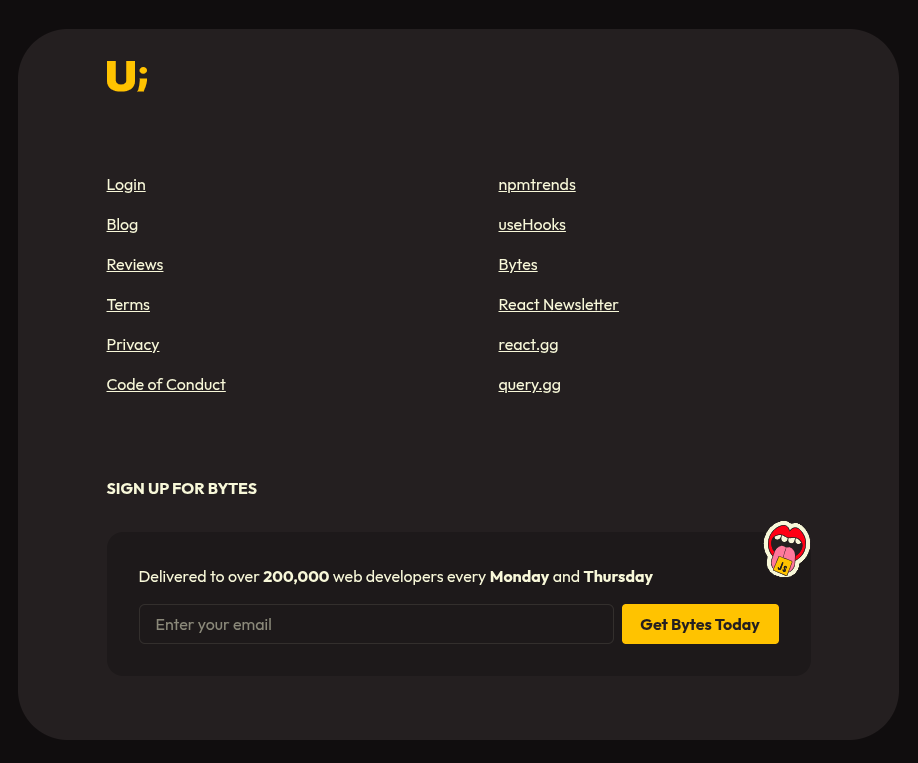 U;
Login
Blog
Reviews
Terms
Privacy
Code of Conduct
npmtrends
useHooks
Bytes
React Newsletter
react.gg
query.gg
SIGN UP FOR BYTES
JS
Delivered to over 200,000 web developers every Monday and Thursday
Enter your email
Get Bytes Today